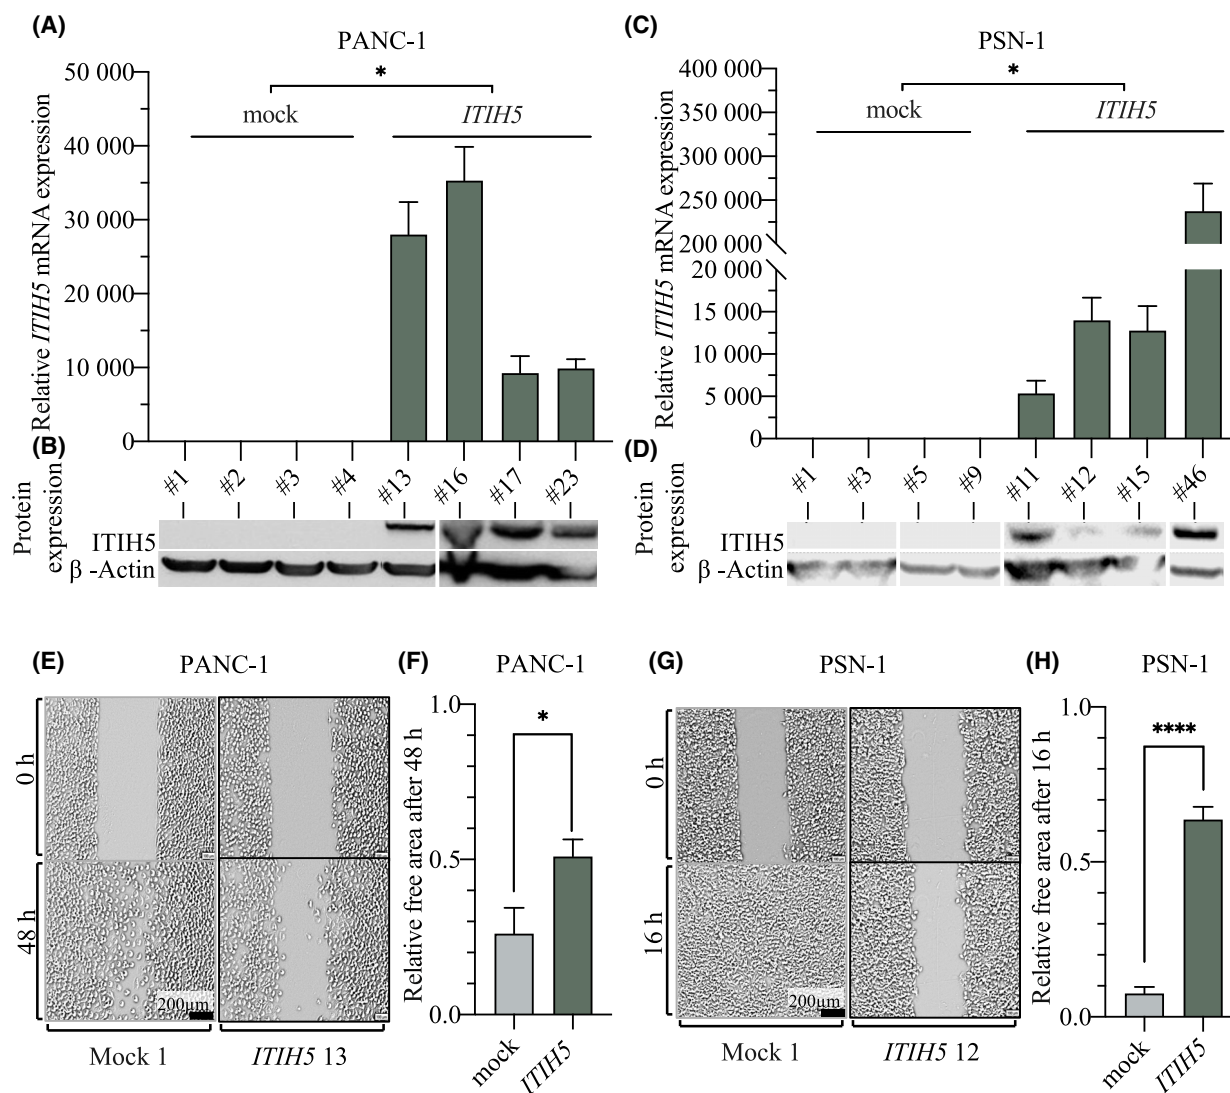 (A)
PANC-1
50 000
40 000
30 000
20 000
10 000
0
Relative ITIH5 mRNA expression
*
mock
ITIH5
(B)
#1
#2
#3
#4
#13
#16
#17
#23
Protein
expression
ITIH5
β -Actin
(C)
PSN-1
400 000
350 000
300 000
250 000
200 000
20 000
15 000
10 000
5 000
0
Relative ITIH5 mRNA expression
*
mock
ITIH5
(D)
#1
#3
#5
#9
#11
#12
#15
#46
Protein
expression
ITIH5
β -Actin
(E)
PANC-1
0 h
48 h
200µm
Mock 1
ITIH5 13
(F)
PANC-1
Relative free area after 48 h
1.0
0.5
0.0
*
mock
ITIH5
(G)
PSN-1
0 h
16 h
200µm
Mock 1
ITIH5 12
(H)
PSN-1
Relative free area after 16 h
1.0
0.5
0.0
****
mock
ITIH5